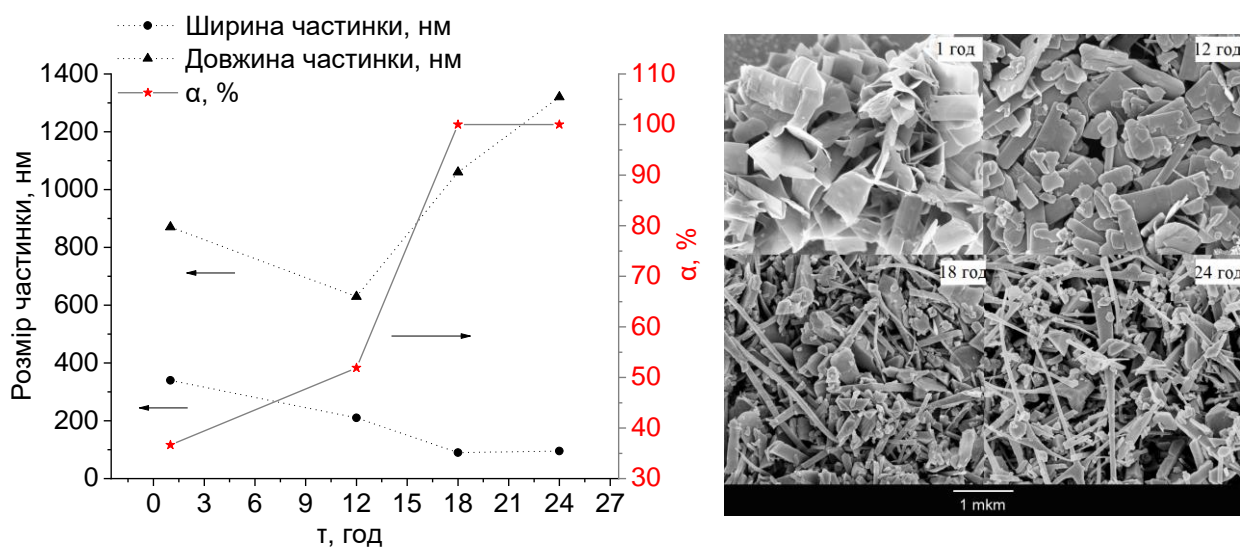 Ширина частинки, нм
Довжина частинки, нм
α, %
1400
1200
1000
800
600
400
200
0
Розмір частинки, нм
110
100
90
80
70
60
50
40
30
α, %
0 3 6 9 12 15 18 21 24 27
τ, год
1 год
12 год
18 год
24 год
1 mkm